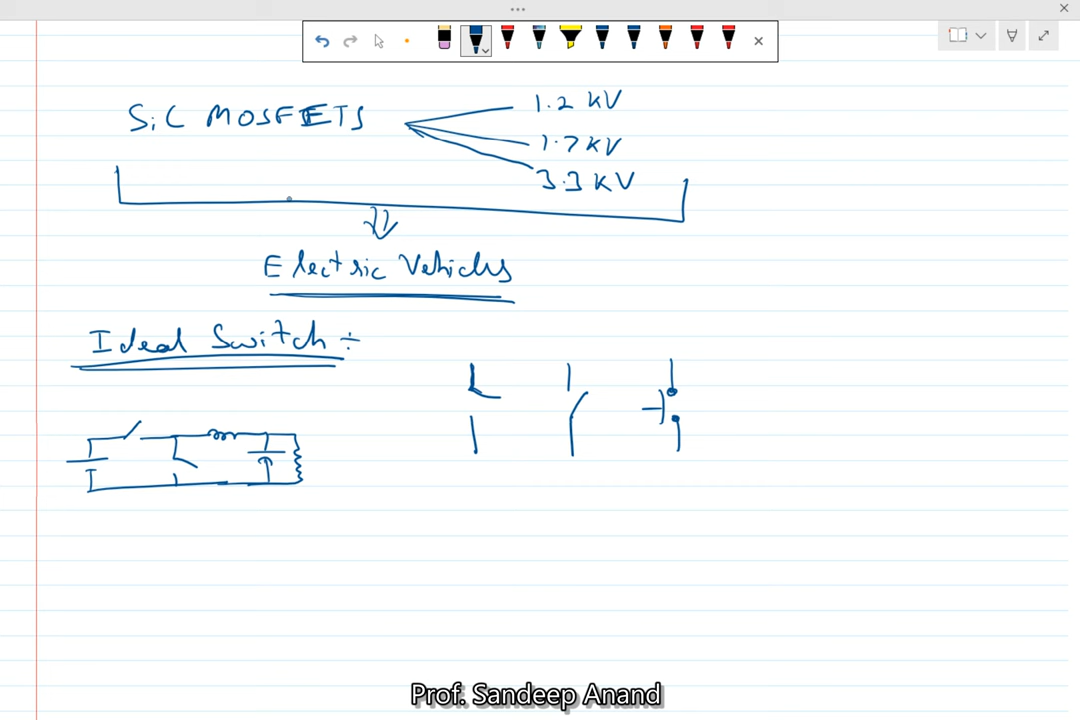 SiC MOSFETS
1.2 KV
1.7 KV
3.3 KV
Electric Vehicles
Ideal Switch ÷
Prof. Sandeep Anand